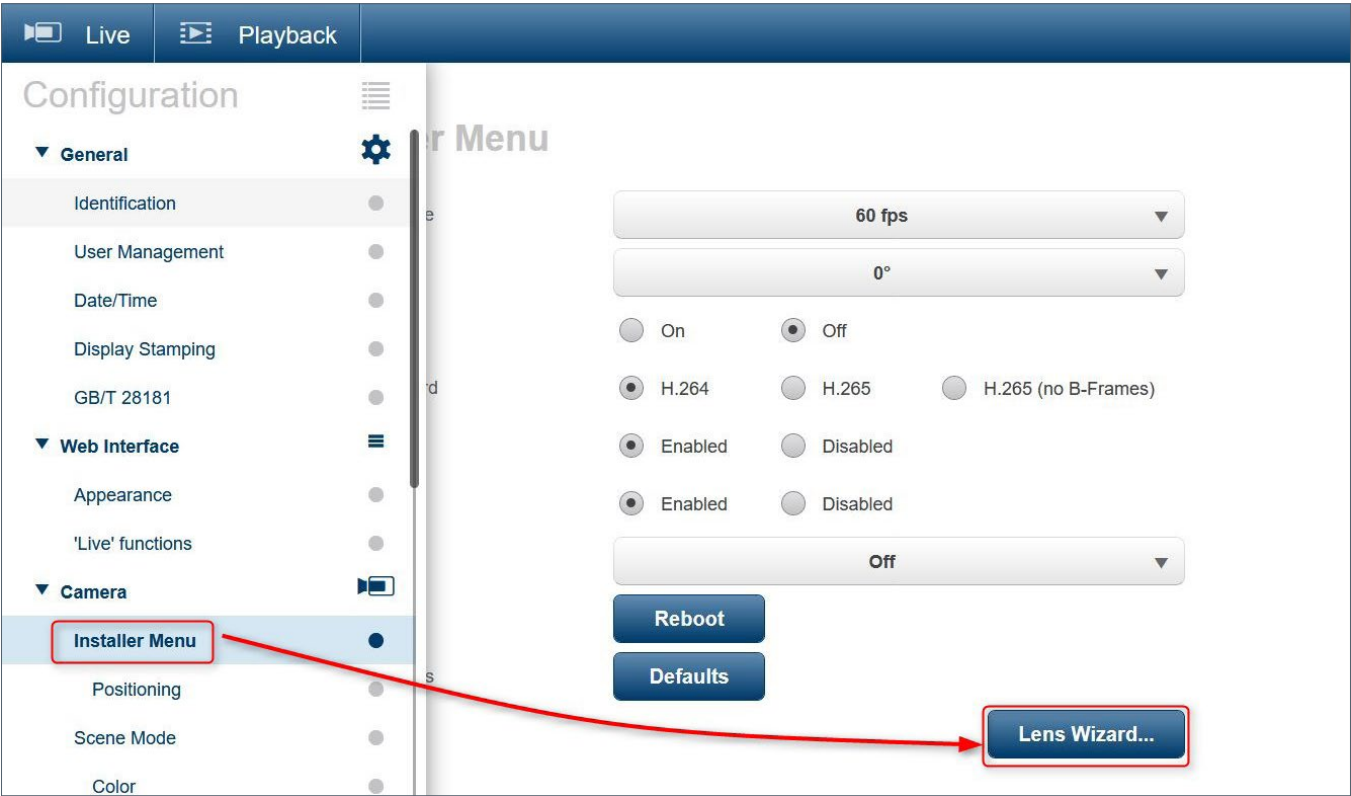 Live
Playback
Configuration
General
Identification
User Management
Date/Time
Display Stamping
GB/T 28181
Web Interface
Appearance
'Live' functions
Camera
Installer Menu
Positioning
Scene Mode
Color
r Menu
e
60 fps
0°
On Off
rd
H.264 H.265 H.265 (no B-Frames)
Enabled Disabled
Enabled Disabled
Off
Reboot
s
Defaults
Lens Wizard...